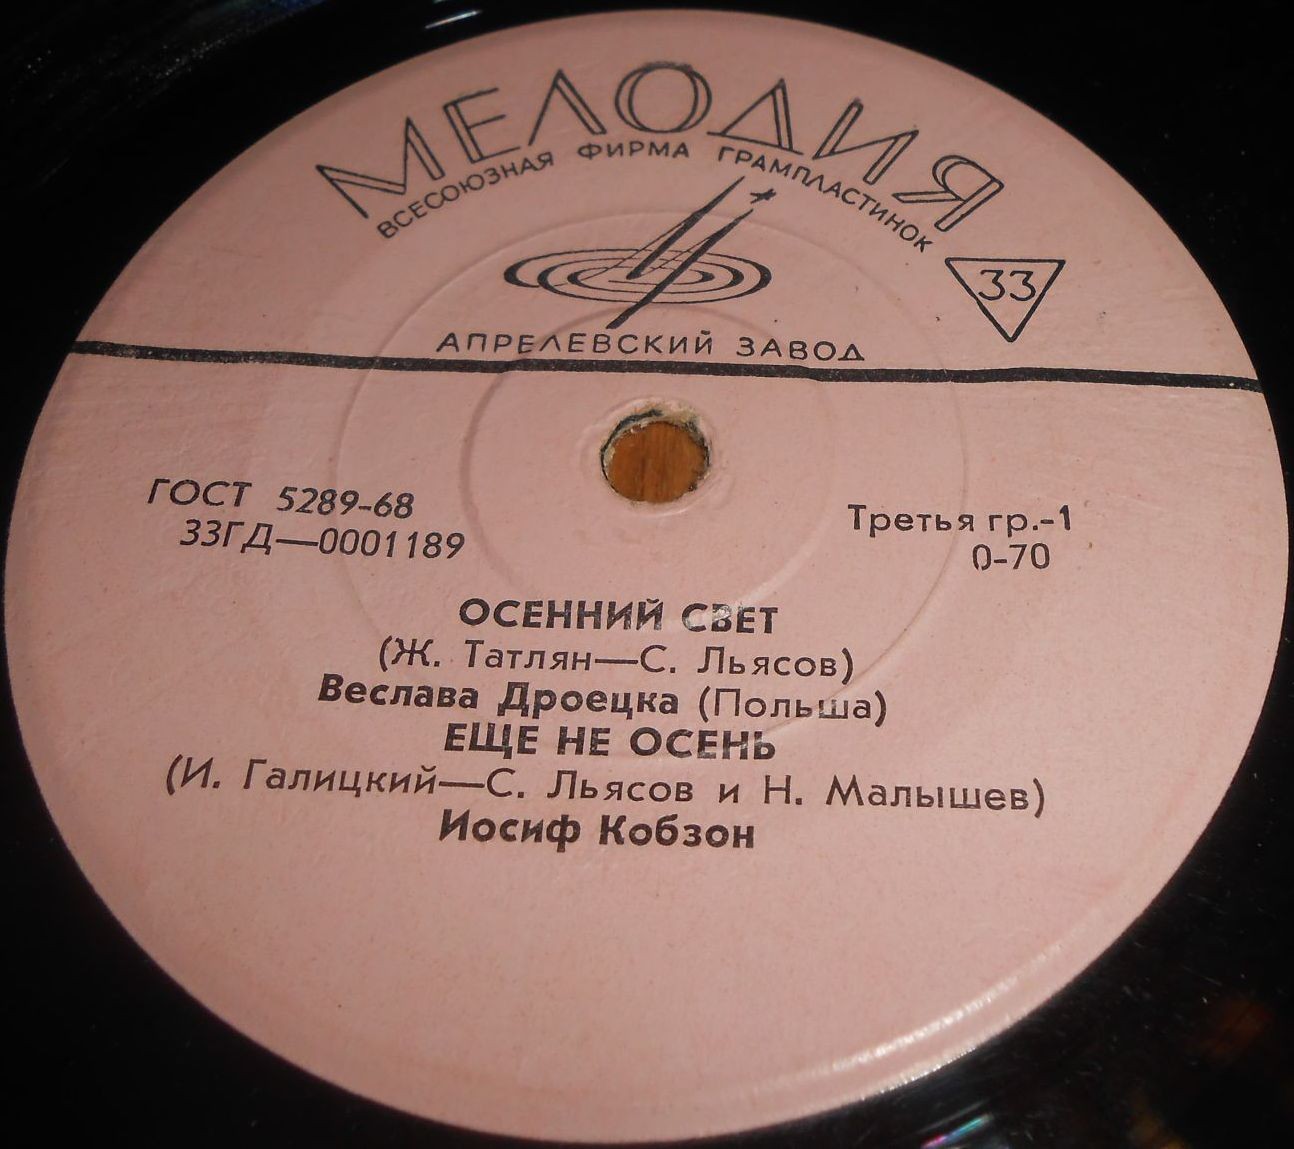 МЕЛОДИЯ
ВСЕСОЮЗНАЯ ФИРМА ГРАМПЛАСТИНОК
33
АПРЕЛЕВСКИЙ ЗАВОД
ГОСТ 5289-68
33ГД—0001189
Третья гр.-1
0-70
ОСЕННИЙ СВЕТ
(Ж. Татлян—С. Льясов)
Веслава Дроецка (Польша)
ЕЩЕ НЕ ОСЕНЬ
(И. Галицкий—С. Льясов и Н. Малышев)
Иосиф Кобзон